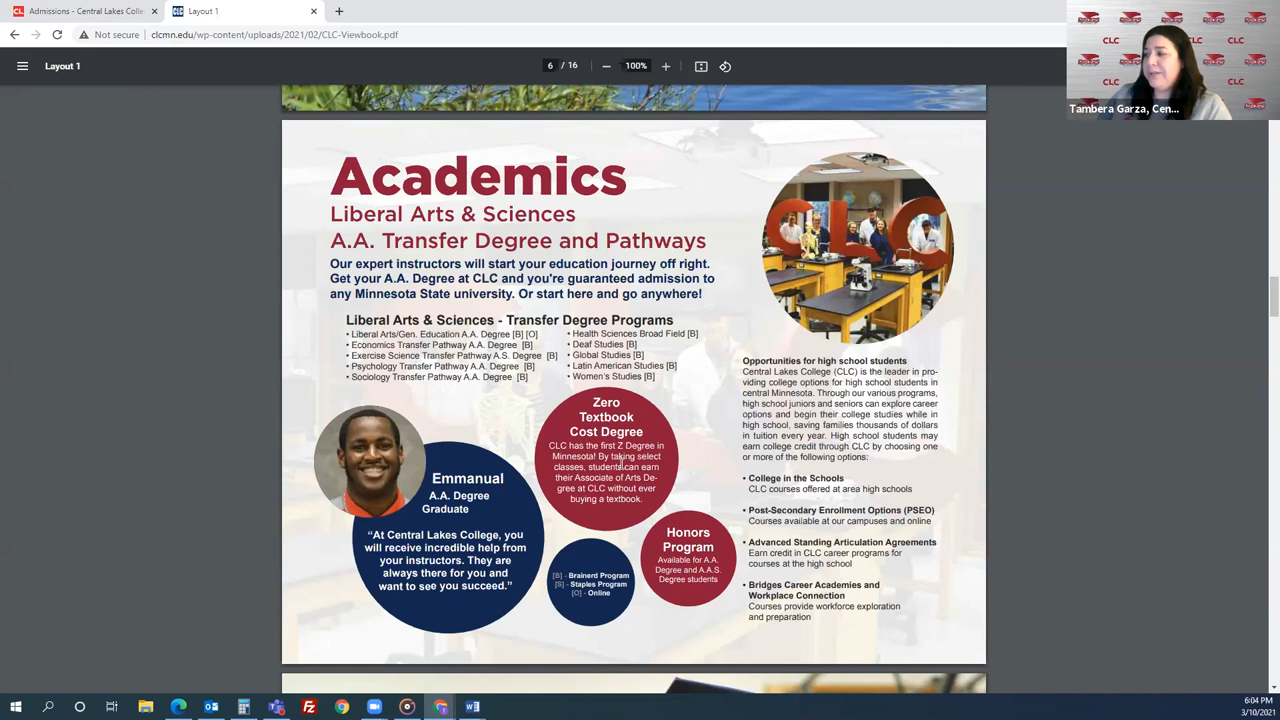 Admissions - Central Lakes Colle
Layout 1
Not secure
clcmn.edu/wp-content/uploads/2021/02/CLC-Viewbook.pdf
Layout 1
6 / 16
100%
CLC
CLC
CLC
CLC
Tambera Garza, Cen...
Academics
Liberal Arts & Sciences
A.A. Transfer Degree and Pathways
Our expert instructors will start your education journey off right.
Get your A.A. Degree at CLC and you're guaranteed admission to
any Minnesota State university. Or start here and go anywhere!
Liberal Arts & Sciences - Transfer Degree Programs
• Liberal Arts/Gen. Education A.A. Degree [B] [O]
• Economics Transfer Pathway A.A. Degree [B]
• Exercise Science Transfer Pathway A.S. Degree [B]
• Psychology Transfer Pathway A.A. Degree [B]
• Sociology Transfer Pathway A.A. Degree [B]
• Health Sciences Broad Field [B]
• Deaf Studies [B]
• Global Studies [B]
• Latin American Studies [B]
• Women's Studies [B]
Zero
Textbook
Cost Degree
CLC has the first Z Degree in
Minnesota! By taking select
classes, students can earn
their Associate of Arts De-
gree at CLC without ever
buying a textbook.
Emmanual
A.A. Degree
Graduate
“At Central Lakes College, you
will receive incredible help from
your instructors. They are
always there for you and
want to see you succeed.”
[B] - Brainerd Program
[S] - Staples Program
[O] - Online
Honors
Program
Available for A.A.
Degree and A.A.S.
Degree students
CLC
Opportunities for high school students
Central Lakes College (CLC) is the leader in pro-
viding college options for high school students in
central Minnesota. Through our various programs,
high school juniors and seniors can explore career
options and begin their college studies while in
high school, saving families thousands of dollars
in tuition every year. High school students may
earn college credit through CLC by choosing one
or more of the following options:
• College in the Schools
CLC courses offered at area high schools
• Post-Secondary Enrollment Options (PSEO)
Courses available at our campuses and online
• Advanced Standing Articulation Agreements
Earn credit in CLC career programs for
courses at the high school
• Bridges Career Academies and
Workplace Connection
Courses provide workforce exploration
and preparation
6:04 PM
3/10/2021